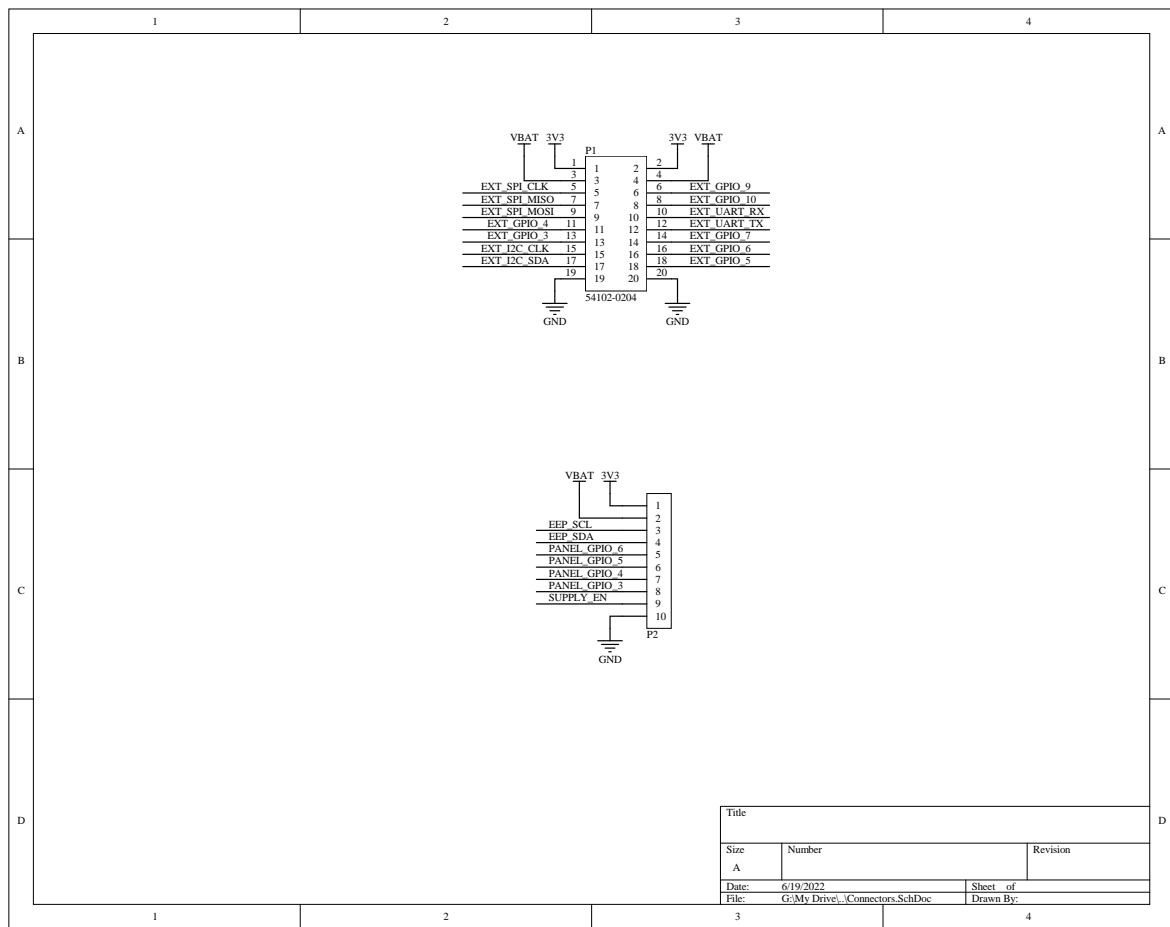 1 2 3 4
A A
VBAT 3V3 3V3 VBAT
P1
1 1 2 2
3 3 4 4
EXT_SPI_CLK 5 5 6 6 EXT_GPIO_9
EXT_SPI_MISO 7 7 8 8 EXT_GPIO_10
EXT_SPI_MOSI 9 9 10 10 EXT_UART_RX
EXT_GPIO_4 11 11 12 12 EXT_UART_TX
EXT_GPIO_3 13 13 14 14 EXT_GPIO_7
EXT_I2C_CLK 15 15 16 16 EXT_GPIO_6
EXT_I2C_SDA 17 17 18 18 EXT_GPIO_5
19 19 20 20
54102-0204
GND GND
B B
VBAT 3V3
1
2
EEP_SCL 3
EEP_SDA 4
PANEL_GPIO_6 5
PANEL_GPIO_5 6
PANEL_GPIO_4 7
PANEL_GPIO_3 8
SUPPLY_EN 9
10
P2
GND
C C
D D
Title
Size Number Revision
A
Date: 6/19/2022 Sheet of
File: G:\My Drive\..\Connectors.SchDoc Drawn By:
1 2 3 4